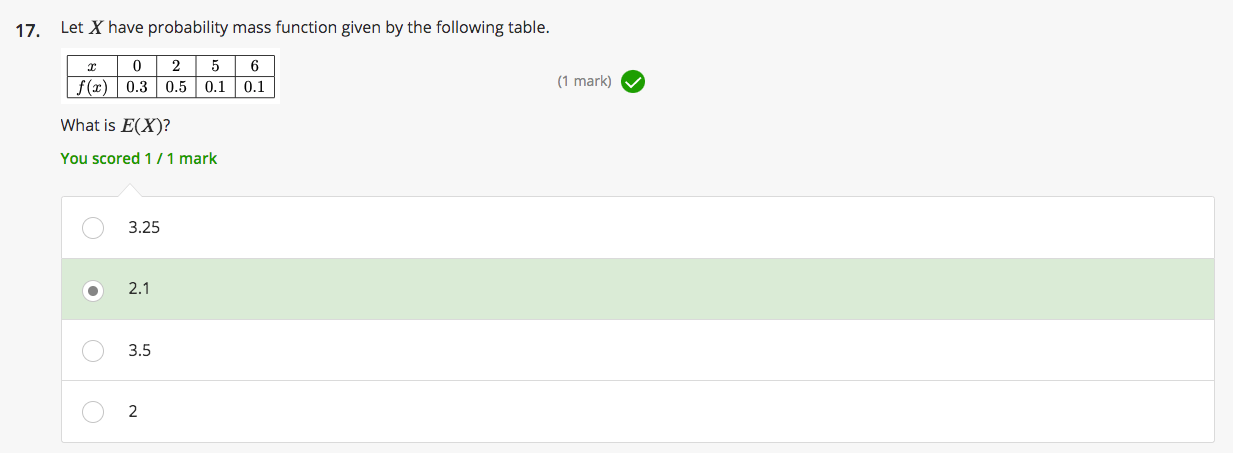 17. Let X have probability mass function given by the following table.
x 0 2 5 6
f(x) 0.3 0.5 0.1 0.1
(1 mark)
What is E(X)?
You scored 1 / 1 mark
3.25
2.1
3.5
2